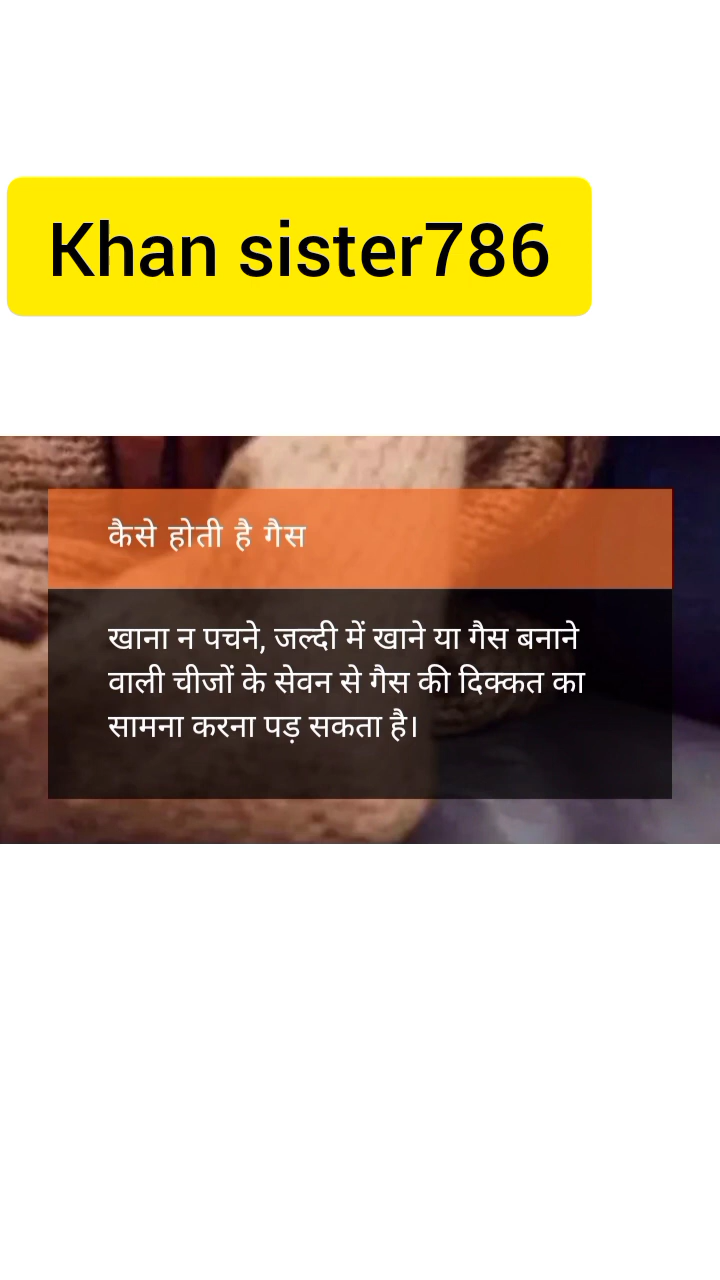 Khan sister786
कैसे होती है गैस
खाना न पचने, जल्दी में खाने या गैस बनाने
वाली चीजों के सेवन से गैस की दिक्कत का
सामना करना पड़ सकता है।